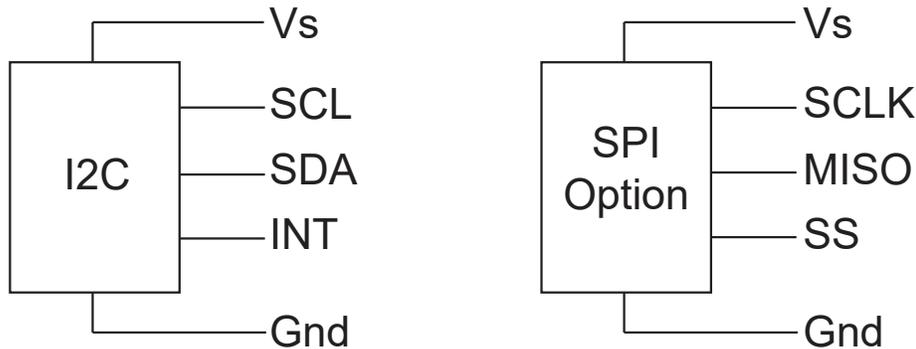 Vs
SCL
I2C
SDA
INT
Gnd
Vs
SCLK
SPI
Option
MISO
SS
Gnd